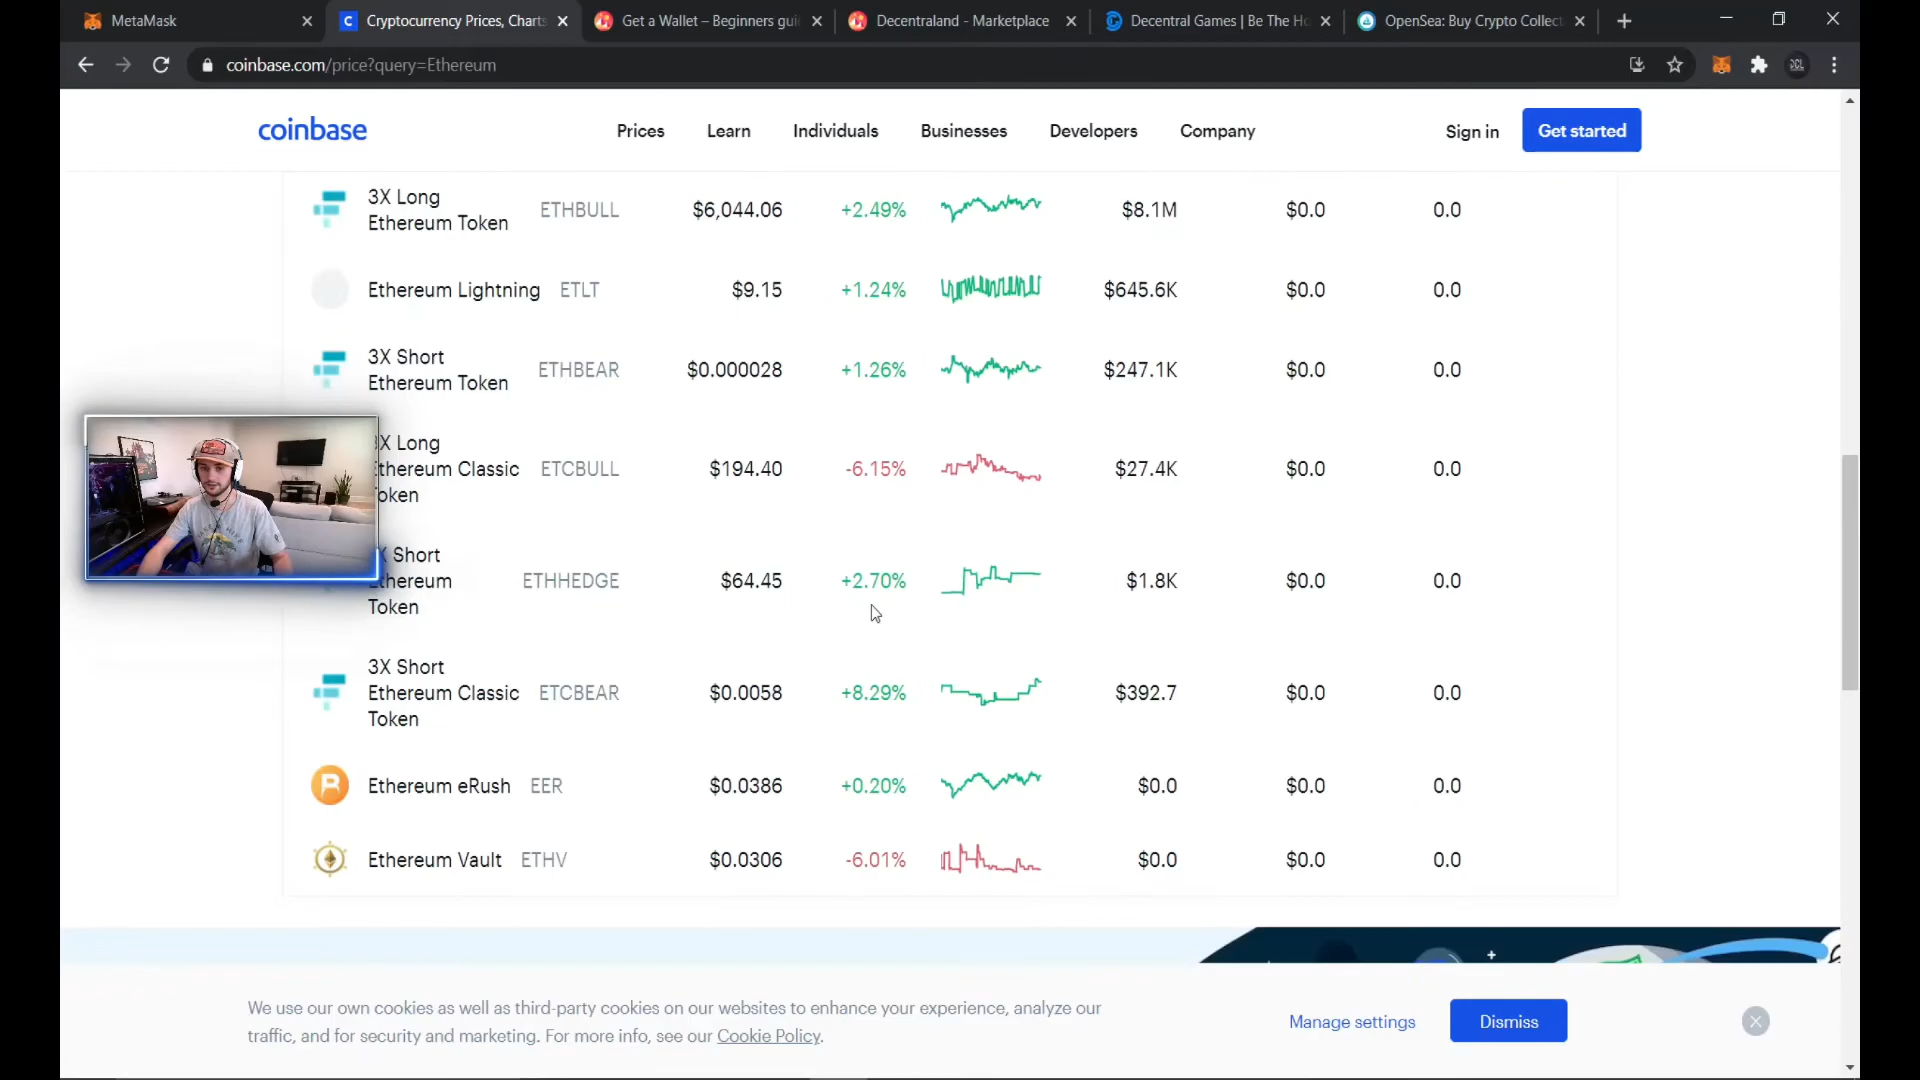 MetaMask
Cryptocurrency Prices, Charts
Get a Wallet – Beginners gui
Decentraland - Marketplace
Decentral Games | Be The Ho
OpenSea: Buy Crypto Collect
coinbase.com/price?query=Ethereum
coinbase
Prices
Learn
Individuals
Businesses
Developers
Company
Sign in
Get started
3X Long
Ethereum Token
ETHBULL $6,044.06 +2.49% $8.1M $0.0 0.0
Ethereum Lightning ETLT $9.15 +1.24% $645.6K $0.0 0.0
3X Short
Ethereum Token
ETHBEAR $0.000028 +1.26% $247.1K $0.0 0.0
X Long
thereum Classic
oken
ETCBULL $194.40 -6.15% $27.4K $0.0 0.0
Short
thereum
Token
ETHHEDGE $64.45 +2.70% $1.8K $0.0 0.0
3X Short
Ethereum Classic
Token
ETCBEAR $0.0058 +8.29% $392.7 $0.0 0.0
Ethereum eRush EER $0.0386 +0.20% $0.0 $0.0 0.0
Ethereum Vault ETHV $0.0306 -6.01% $0.0 $0.0 0.0
We use our own cookies as well as third-party cookies on our websites to enhance your experience, analyze our
traffic, and for security and marketing. For more info, see our Cookie Policy.
Manage settings
Dismiss